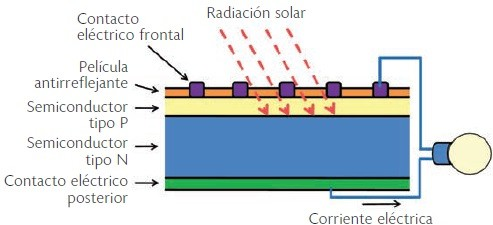 Contacto
eléctrico frontal
Radiación solar
Película
antirreflejante
Semiconductor
tipo P
Semiconductor
tipo N
Contacto eléctrico
posterior
Corriente eléctrica